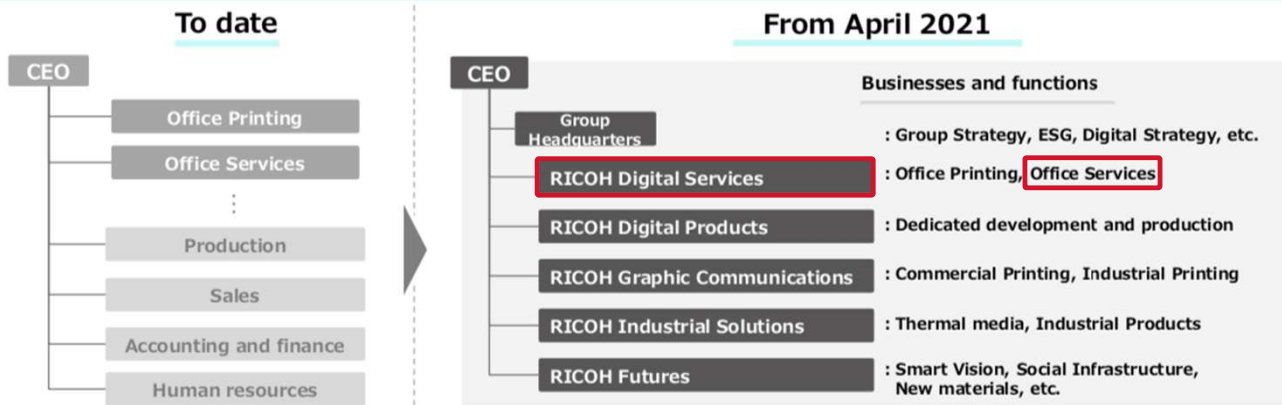 To date
CEO
Office Printing
Office Services
⋮
Production
Sales
Accounting and finance
Human resources
From April 2021
CEO
Businesses and functions
Group
Headquarters
: Group Strategy, ESG, Digital Strategy, etc.
RICOH Digital Services
: Office Printing, Office Services
RICOH Digital Products
: Dedicated development and production
RICOH Graphic Communications
: Commercial Printing, Industrial Printing
RICOH Industrial Solutions
: Thermal media, Industrial Products
RICOH Futures
: Smart Vision, Social Infrastructure,
New materials, etc.